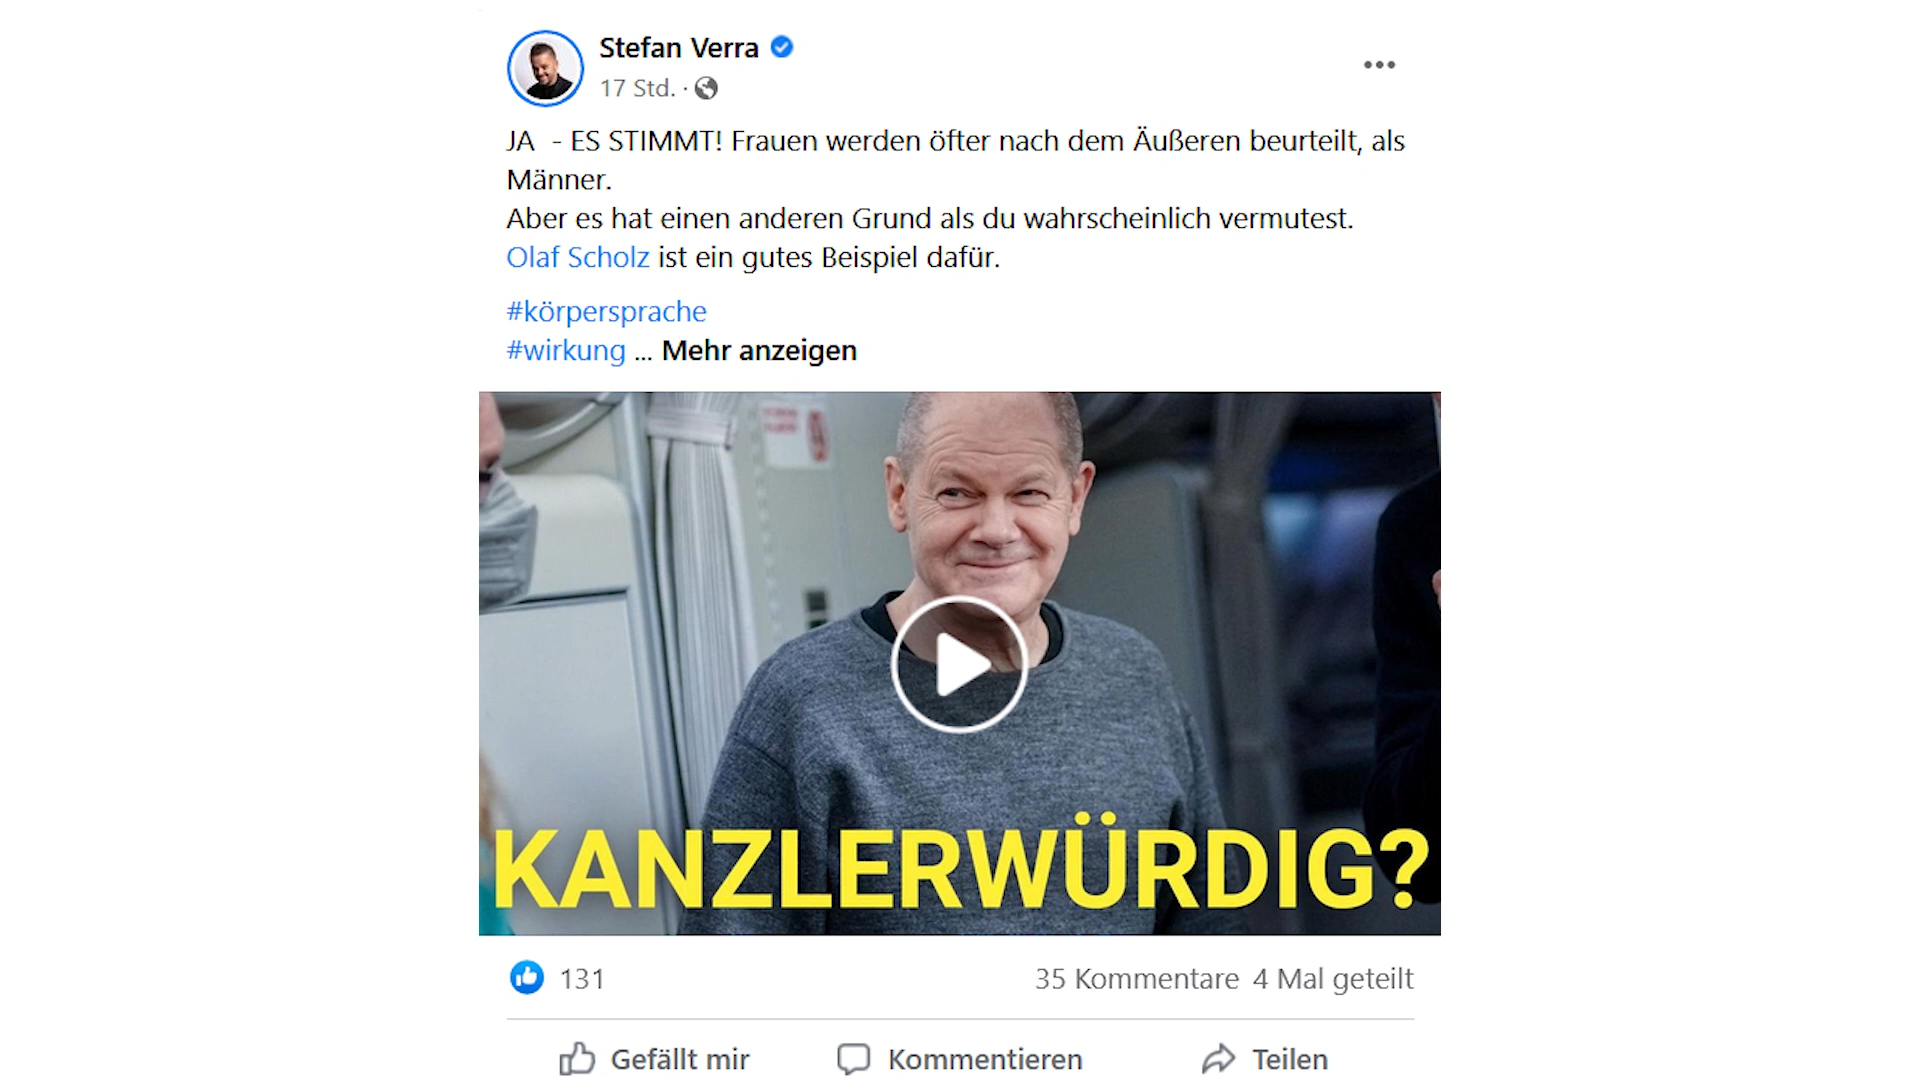 Stefan Verra
17 Std. ·
JA - ES STIMMT! Frauen werden öfter nach dem Äußeren beurteilt, als
Männer.
Aber es hat einen anderen Grund als du wahrscheinlich vermutest.
Olaf Scholz ist ein gutes Beispiel dafür.
#körpersprache
#wirkung ... Mehr anzeigen
KANZLERWÜRDIG?
131
35 Kommentare 4 Mal geteilt
Gefällt mir
Kommentieren
Teilen